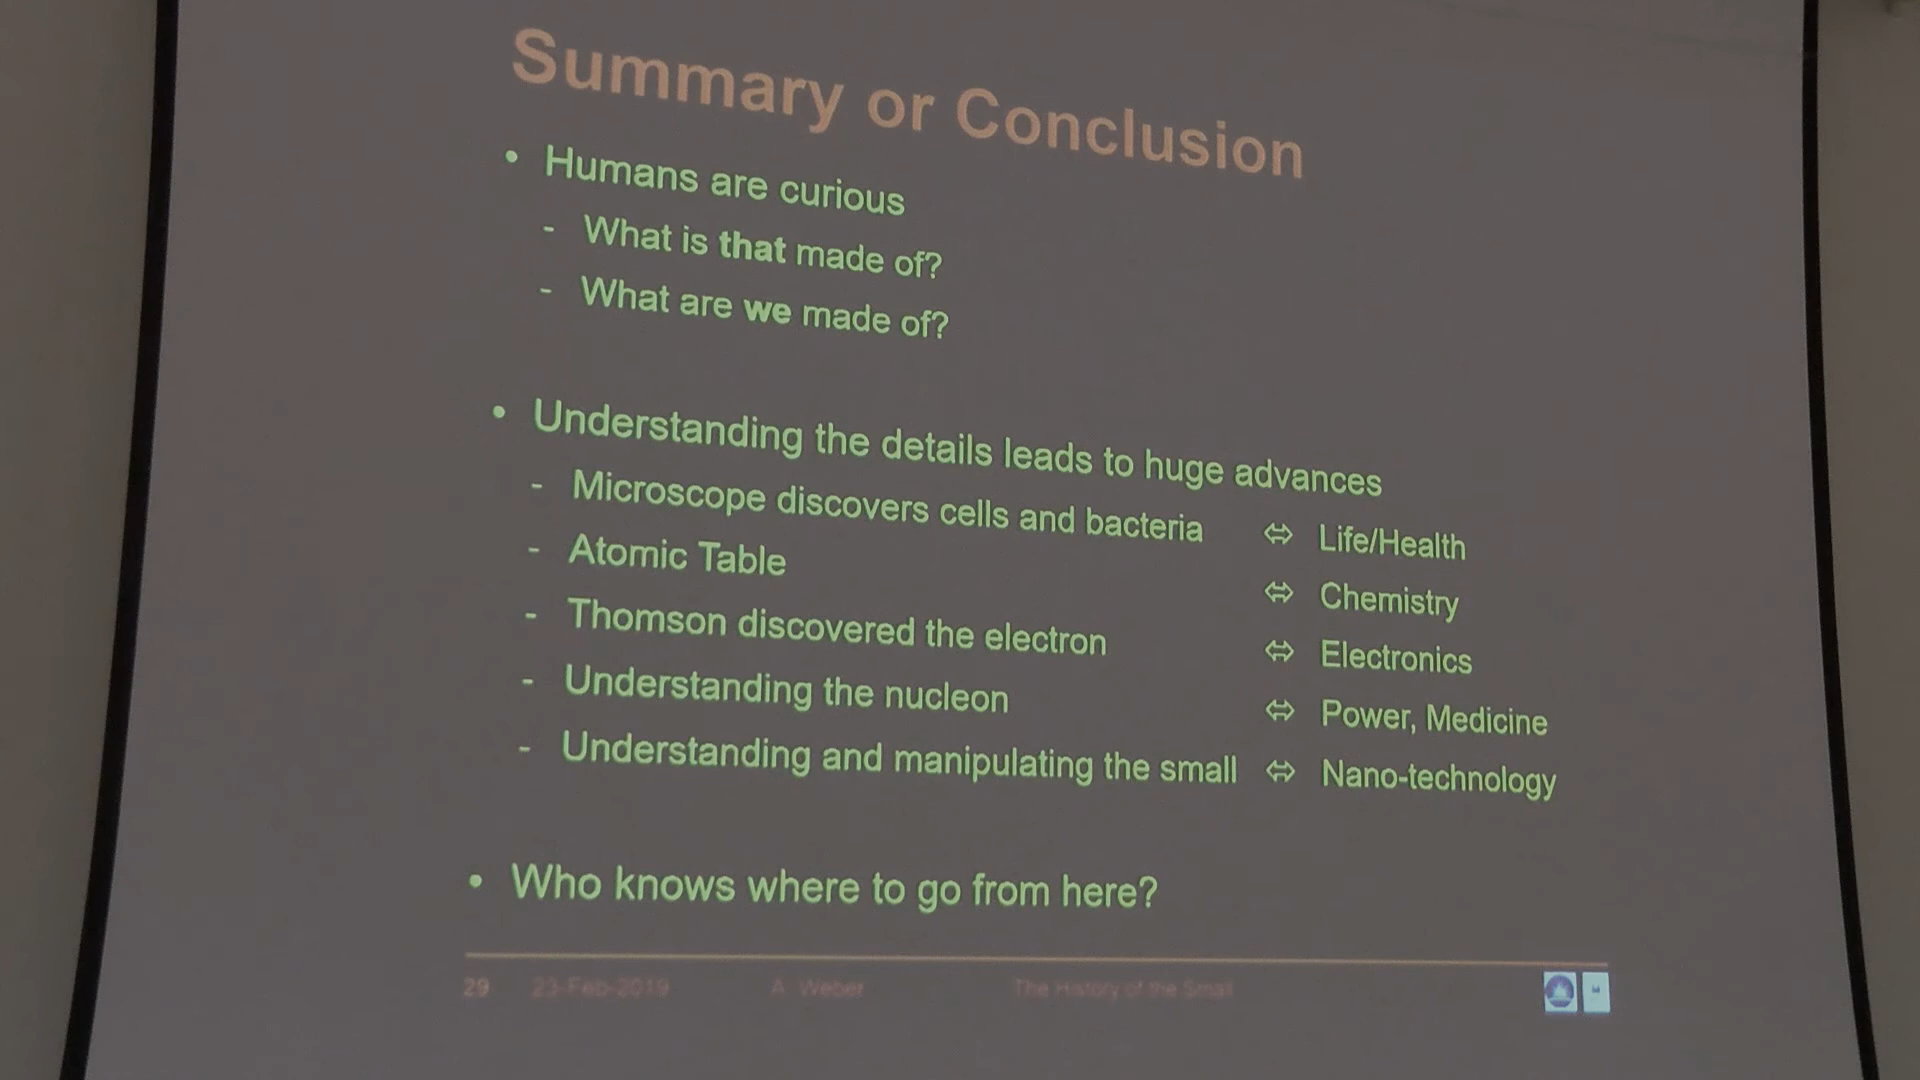 Summary or Conclusion
• Humans are curious
- What is that made of?
- What are we made of?
• Understanding the details leads to huge advances
- Microscope discovers cells and bacteria ⇔ Life/Health
- Atomic Table ⇔ Chemistry
- Thomson discovered the electron ⇔ Electronics
- Understanding the nucleon ⇔ Power, Medicine
- Understanding and manipulating the small ⇔ Nano-technology
• Who knows where to go from here?
29 23-Feb-2019 A. Weber The History of the Small